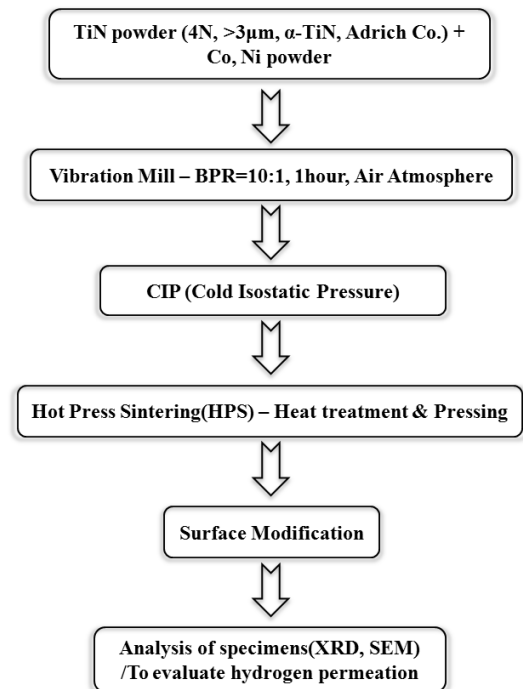 TiN powder (4N, >3μm, α-TiN, Adrich Co.) +
Co, Ni powder
Vibration Mill – BPR=10:1, 1hour, Air Atmosphere
CIP (Cold Isostatic Pressure)
Hot Press Sintering(HPS) – Heat treatment & Pressing
Surface Modification
Analysis of specimens(XRD, SEM)
/To evaluate hydrogen permeation